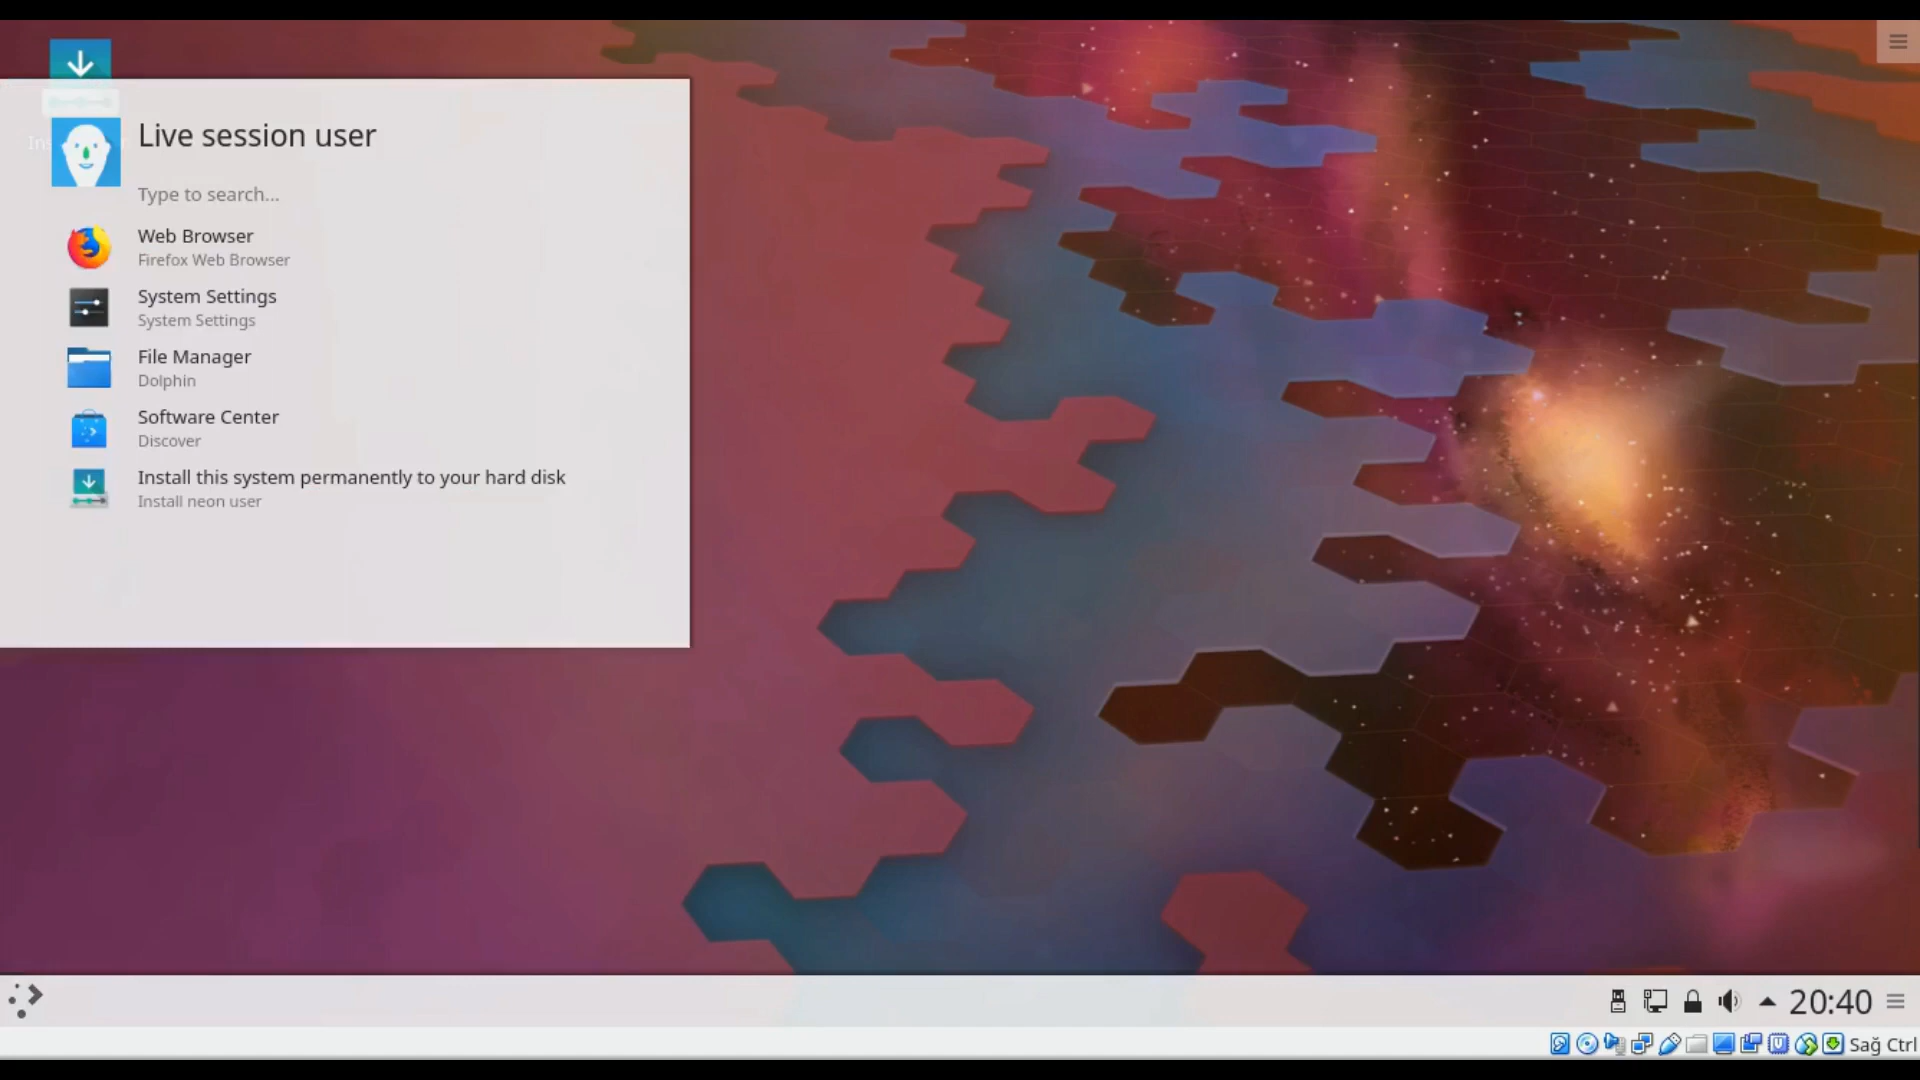 Live session user
Type to search...
Web Browser
Firefox Web Browser
System Settings
System Settings
File Manager
Dolphin
Software Center
Discover
Install this system permanently to your hard disk
Install neon user
20:40
Sağ Ctrl